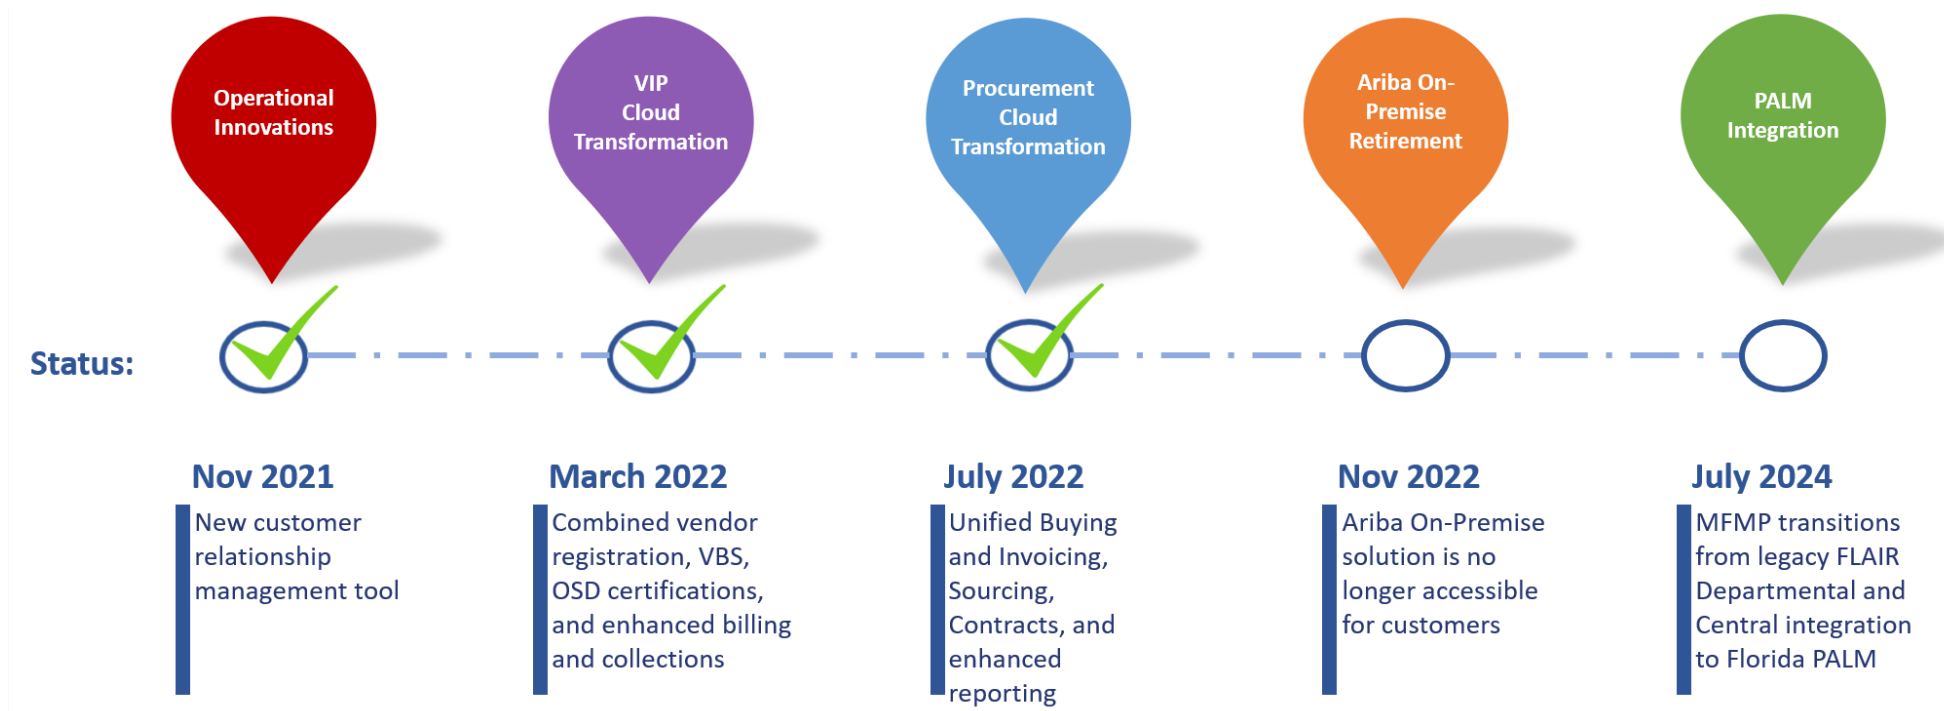 Operational
Innovations
VIP
Cloud
Transformation
Procurement
Cloud
Transformation
Ariba On-
Premise
Retirement
PALM
Integration
Status:
Nov 2021
New customer
relationship
management tool
March 2022
Combined vendor
registration, VBS,
OSD certifications,
and enhanced billing
and collections
July 2022
Unified Buying
and Invoicing,
Sourcing,
Contracts, and
enhanced
reporting
Nov 2022
Ariba On-Premise
solution is no
longer accessible
for customers
July 2024
MFMP transitions
from legacy FLAIR
Departmental and
Central integration
to Florida PALM